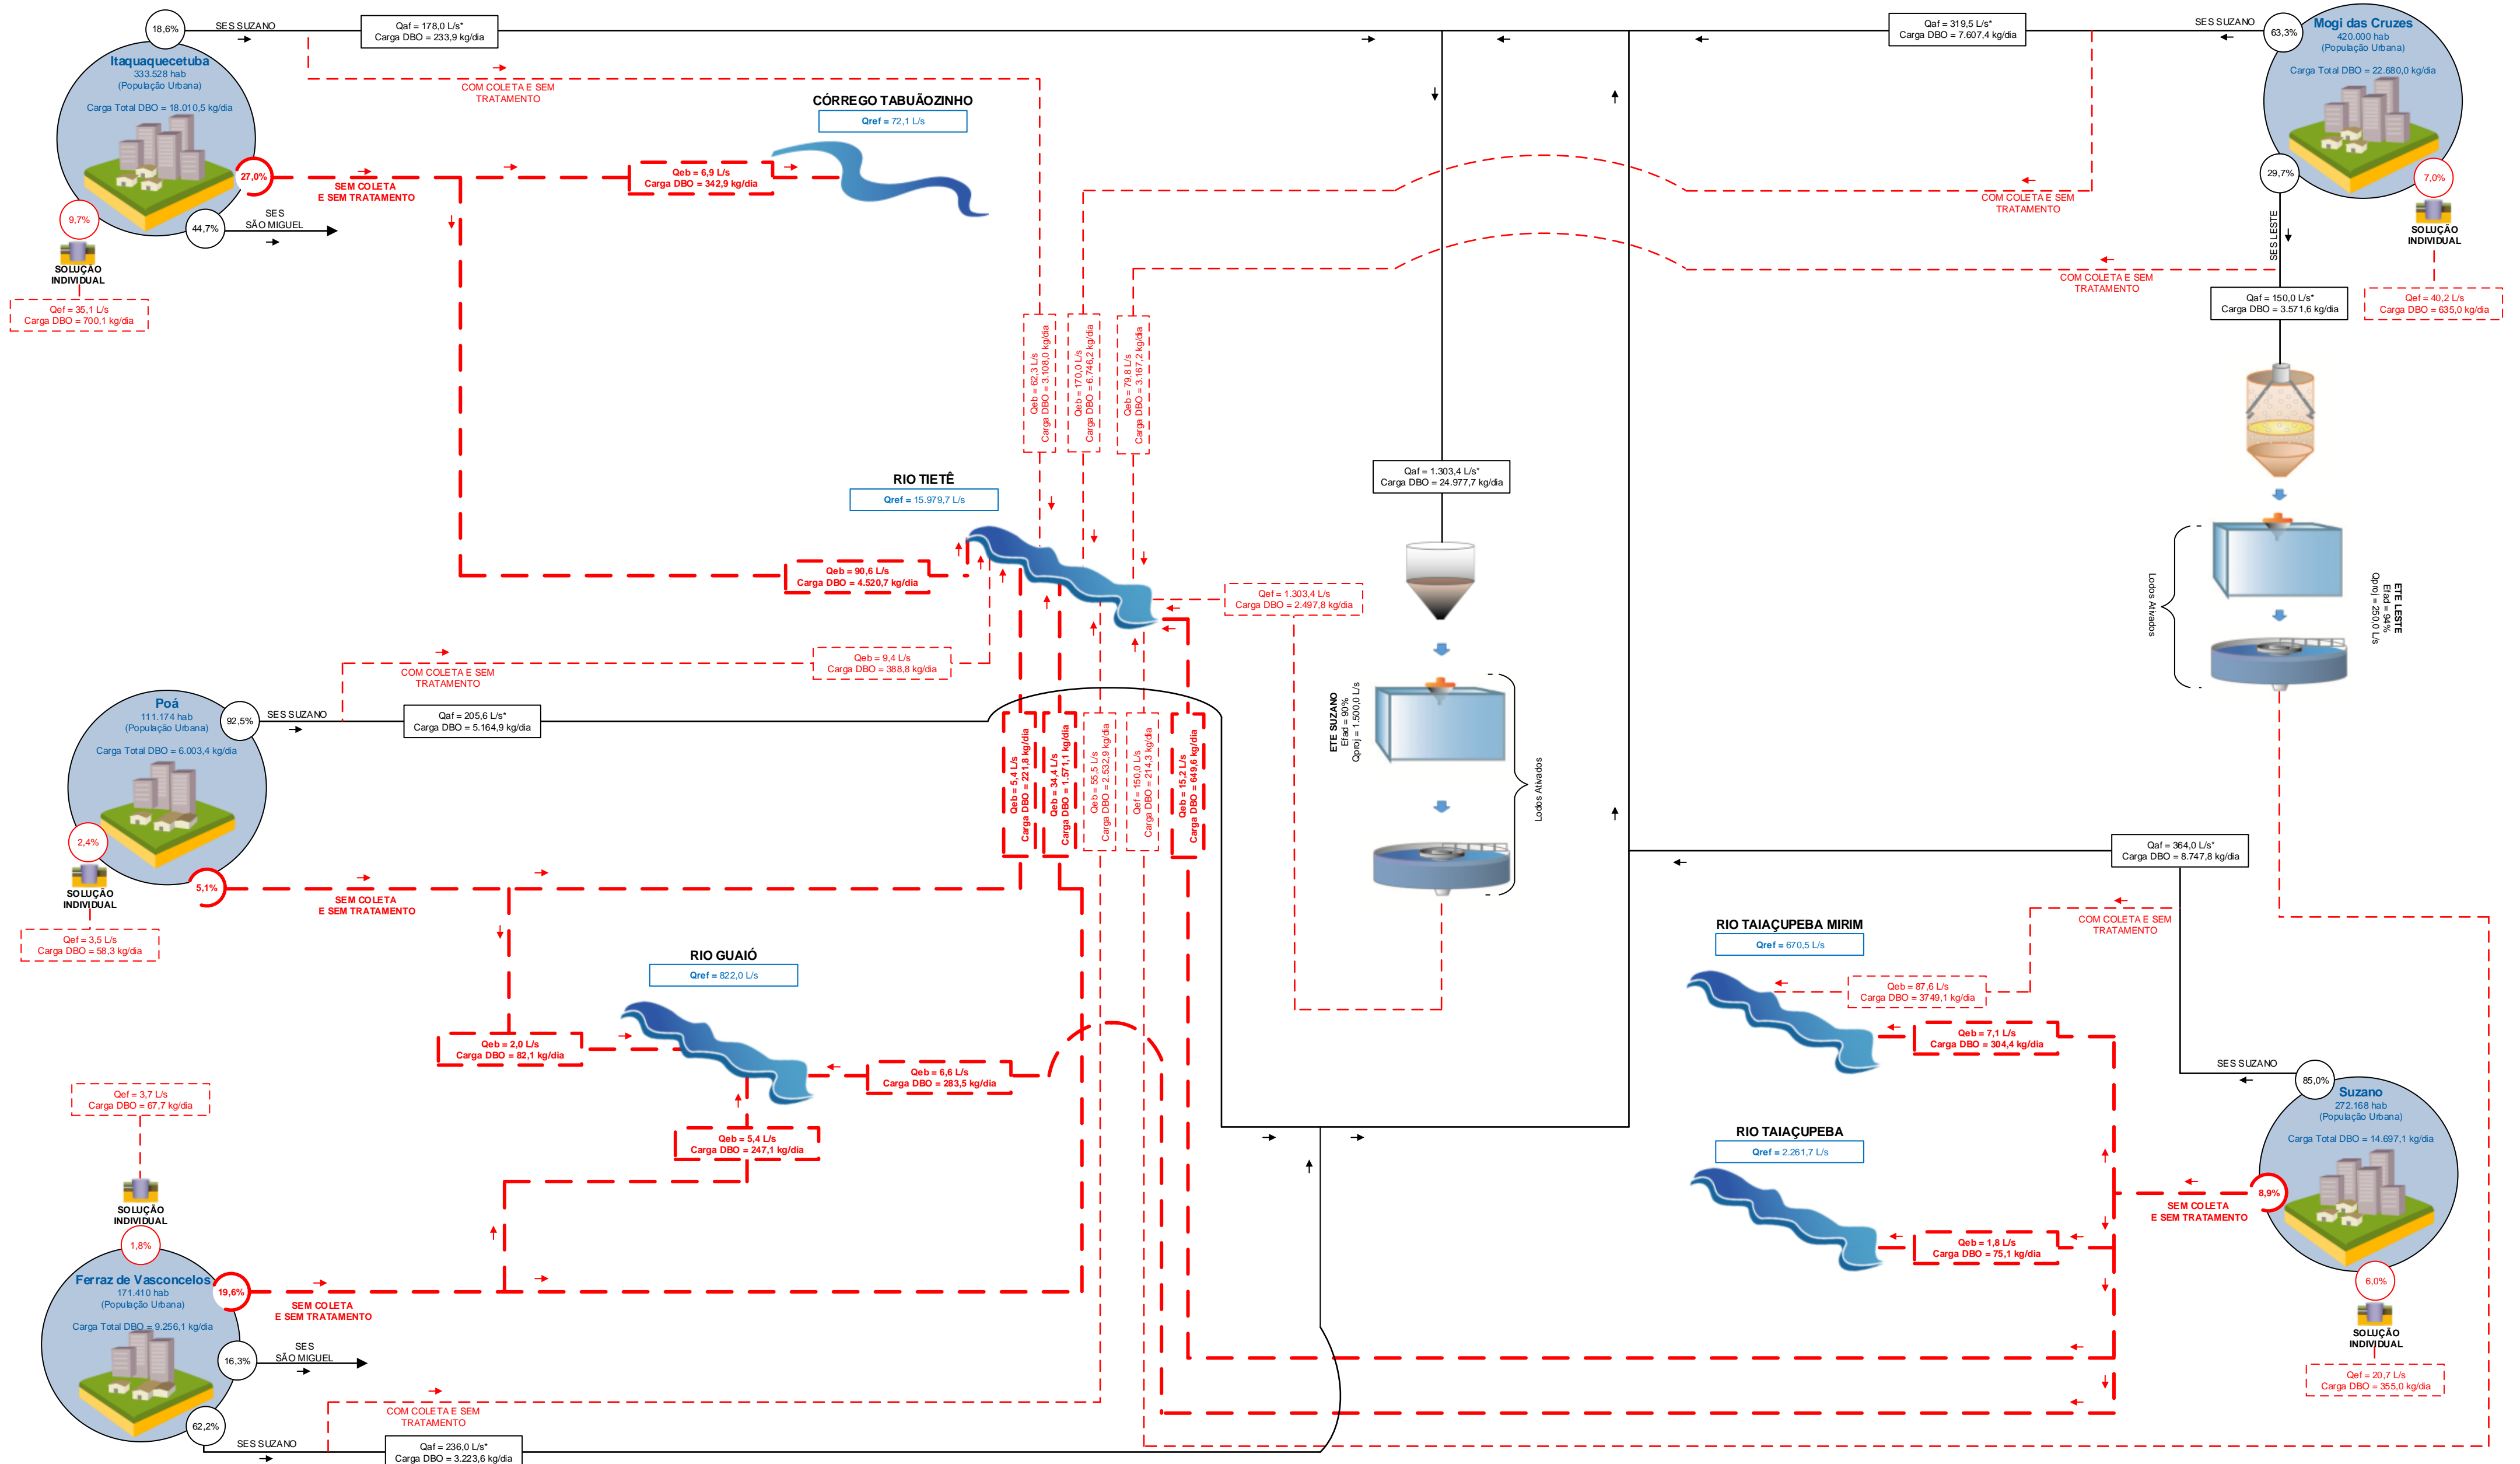 18,6%
SES SUZANO
Qaf = 178,0 L/s*
Carga DBO = 233,9 kg/dia
Itaquaquecetuba
333.528 hab
(População Urbana)
Carga Total DBO = 18.010,5 kg/dia
COM COLETA E SEM
TRATAMENTO
27,0%
SEM COLETA
E SEM TRATAMENTO
Qeb = 6,9 L/s
Carga DBO = 342,9 kg/dia
CÓRREGO TABUÃOZINHO
Qref = 72,1 L/s
9,7%
44,7%
SES
SÃO MIGUEL
SOLUÇÃO
INDIVIDUAL
Qef = 35,1 L/s
Carga DBO = 700,1 kg/dia
Qaf = 319,5 L/s*
Carga DBO = 7.607,4 kg/dia
SES SUZANO
63,3%
Mogi das Cruzes
420.000 hab
(População Urbana)
Carga Total DBO = 22.680,0 kg/dia
29,7%
7,0%
COM COLETA E SEM
TRATAMENTO
SES LESTE
SOLUÇÃO
INDIVIDUAL
COM COLETA E SEM
TRATAMENTO
Qaf = 150,0 L/s*
Carga DBO = 3.571,6 kg/dia
Qef = 40,2 L/s
Carga DBO = 635,0 kg/dia
Qeb = 62,3 L/s
Carga DBO = 3.108,0 kg/dia
Qeb = 170,0 L/s
Carga DBO = 6.746,2 kg/dia
Qeb = 79,8 L/s
Carga DBO = 3.167,2 kg/dia
RIO TIETÊ
Qref = 15.979,7 L/s
Qaf = 1.303,4 L/s*
Carga DBO = 24.977,7 kg/dia
Qeb = 90,6 L/s
Carga DBO = 4.520,7 kg/dia
Qef = 1.303,4 L/s
Carga DBO = 2.497,8 kg/dia
Lodos Ativados
ETE LESTE
Efad = 94%
Qproj = 250,0 L/s
Qeb = 9,4 L/s
Carga DBO = 388,8 kg/dia
COM COLETA E SEM
TRATAMENTO
Poá
111.174 hab
(População Urbana)
Carga Total DBO = 6.003,4 kg/dia
92,5%
SES SUZANO
Qaf = 205,6 L/s*
Carga DBO = 5.164,9 kg/dia
2,4%
5,1%
SOLUÇÃO
INDIVIDUAL
Qef = 3,5 L/s
Carga DBO = 58,3 kg/dia
SEM COLETA
E SEM TRATAMENTO
Qeb = 5,4 L/s
Carga DBO = 221,8 kg/dia
Qeb = 34,4 L/s
Carga DBO = 1.571,1 kg/dia
Qeb = 55,5 L/s
Carga DBO = 2.532,9 kg/dia
Qef = 150,0 L/s
Carga DBO = 214,3 kg/dia
Qeb = 15,2 L/s
Carga DBO = 649,6 kg/dia
ETE SUZANO
Efad = 90%
Qproj = 1.500,0 L/s
Lodos Ativados
Qaf = 364,0 L/s*
Carga DBO = 8.747,8 kg/dia
COM COLETA E SEM
TRATAMENTO
RIO TAIAÇUPEBA MIRIM
Qref = 670,5 L/s
Qeb = 87,6 L/s
Carga DBO = 3749,1 kg/dia
Qeb = 7,1 L/s
Carga DBO = 304,4 kg/dia
RIO GUAIÓ
Qref = 822,0 L/s
Qeb = 2,0 L/s
Carga DBO = 82,1 kg/dia
Qeb = 6,6 L/s
Carga DBO = 283,5 kg/dia
Qeb = 5,4 L/s
Carga DBO = 247,1 kg/dia
SES SUZANO
85,0%
Suzano
272.168 hab
(População Urbana)
Carga Total DBO = 14.697,1 kg/dia
RIO TAIAÇUPEBA
Qref = 2.261,7 L/s
8,9%
SEM COLETA
E SEM TRATAMENTO
Qeb = 1,8 L/s
Carga DBO = 75,1 kg/dia
6,0%
SOLUÇÃO
INDIVIDUAL
Qef = 20,7 L/s
Carga DBO = 355,0 kg/dia
Qef = 3,7 L/s
Carga DBO = 67,7 kg/dia
SOLUÇÃO
INDIVIDUAL
1,8%
Ferraz de Vasconcelos
171.410 hab
(População Urbana)
Carga Total DBO = 9.256,1 kg/dia
19,6%
SEM COLETA
E SEM TRATAMENTO
16,3%
SES
SÃO MIGUEL
62,2%
COM COLETA E SEM
TRATAMENTO
SES SUZANO
Qaf = 236,0 L/s*
Carga DBO = 3.223,6 kg/dia